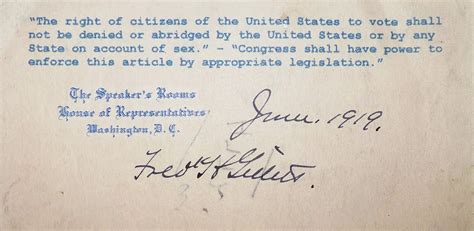 "The right of citizens of the United States to vote shall
not be denied or abridged by the United States or by any
State on account of sex." – "Congress shall have power to
enforce this article by appropriate legislation."
The Speaker's Rooms
House of Representatives
Washington, D. C.
June. 1919.
Fredk H Gillett.